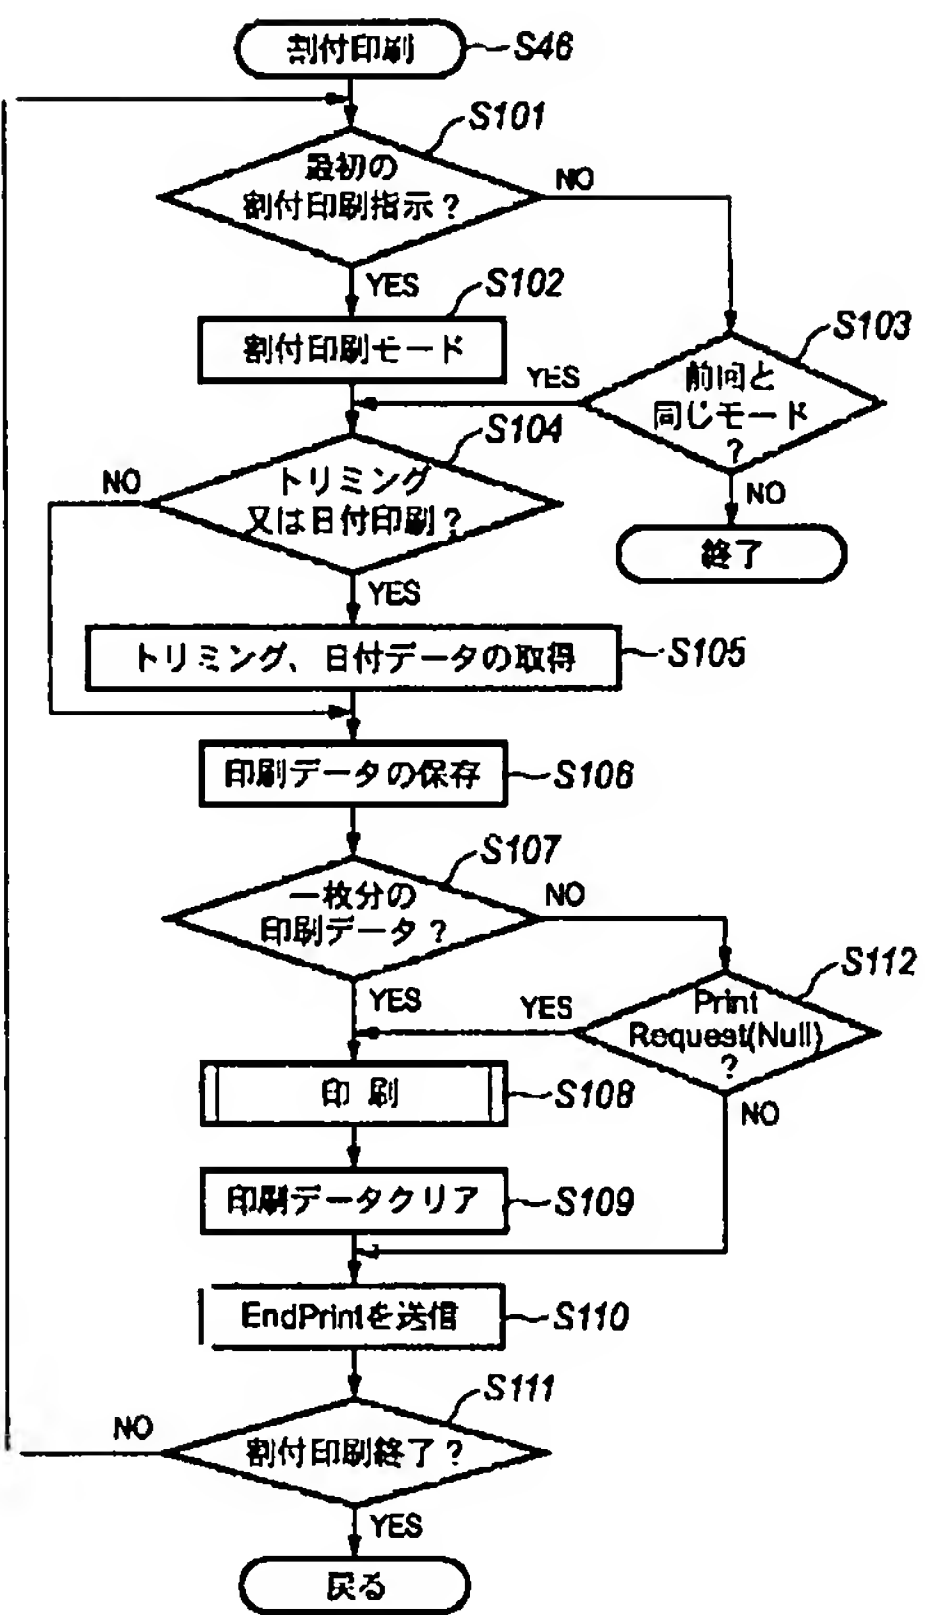 割付印刷
S46
S101
最初の
割付印刷指示?
NO
YES
S102
割付印刷モード
S103
前回と
同じモード
?
YES
NO
終了
S104
トリミング
又は日付印刷?
NO
YES
トリミング、日付データの取得
S105
印刷データの保存
S106
S107
一枚分の
印刷データ?
NO
YES
S112
Print
Request(Null)
?
YES
NO
印 刷
S108
印刷データクリア
S109
EndPrintを送信
S110
S111
割付印刷終了?
NO
YES
戻る